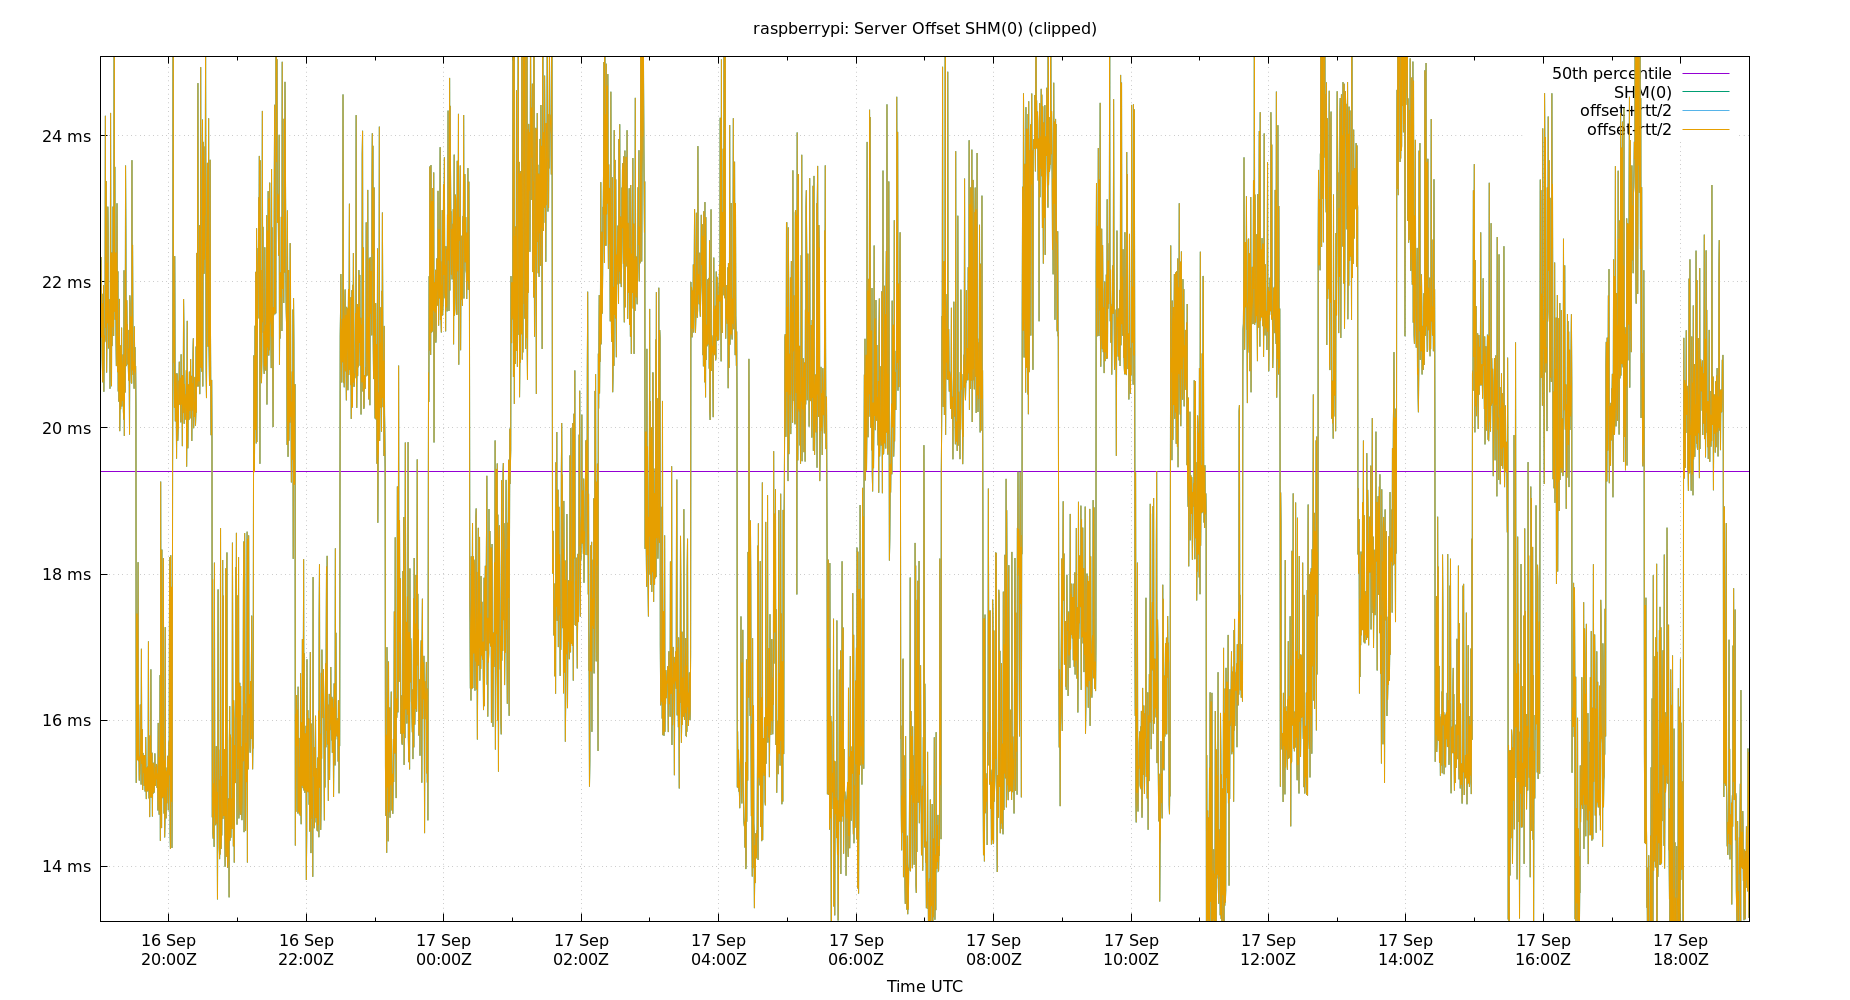 raspberrypi: Server Offset SHM(0) (clipped)
50th percentile
SHM(0)
offset+rtt/2
offset-rtt/2
24 ms
22 ms
20 ms
18 ms
16 ms
14 ms
16 Sep 16 Sep 17 Sep 17 Sep 17 Sep 17 Sep 17 Sep 17 Sep 17 Sep 17 Sep 17 Sep 17 Sep
20:00Z 22:00Z 00:00Z 02:00Z 04:00Z 06:00Z 08:00Z 10:00Z 12:00Z 14:00Z 16:00Z 18:00Z
Time UTC